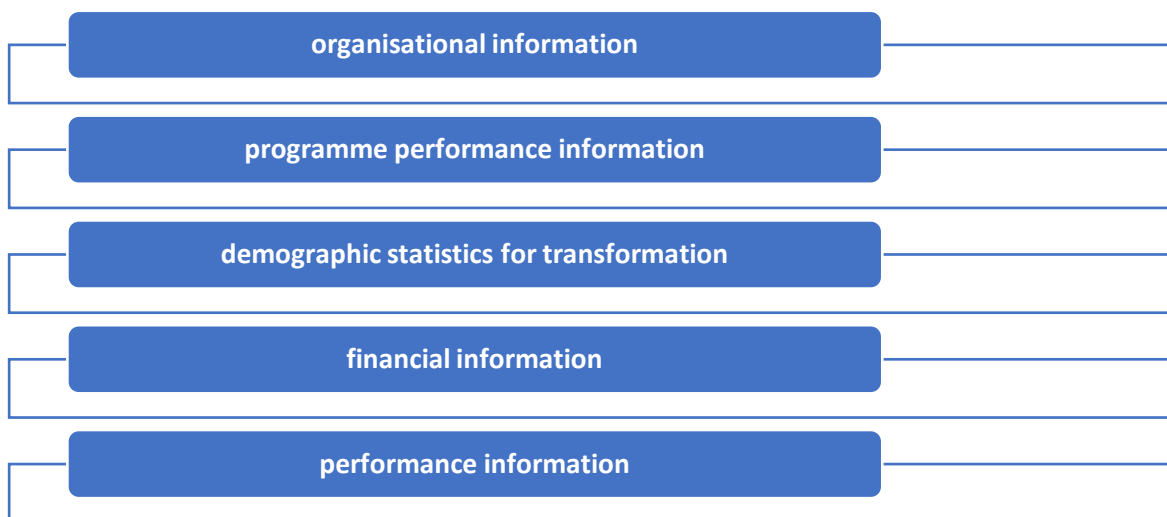 organisational information
programme performance information
demographic statistics for transformation
financial information
performance information